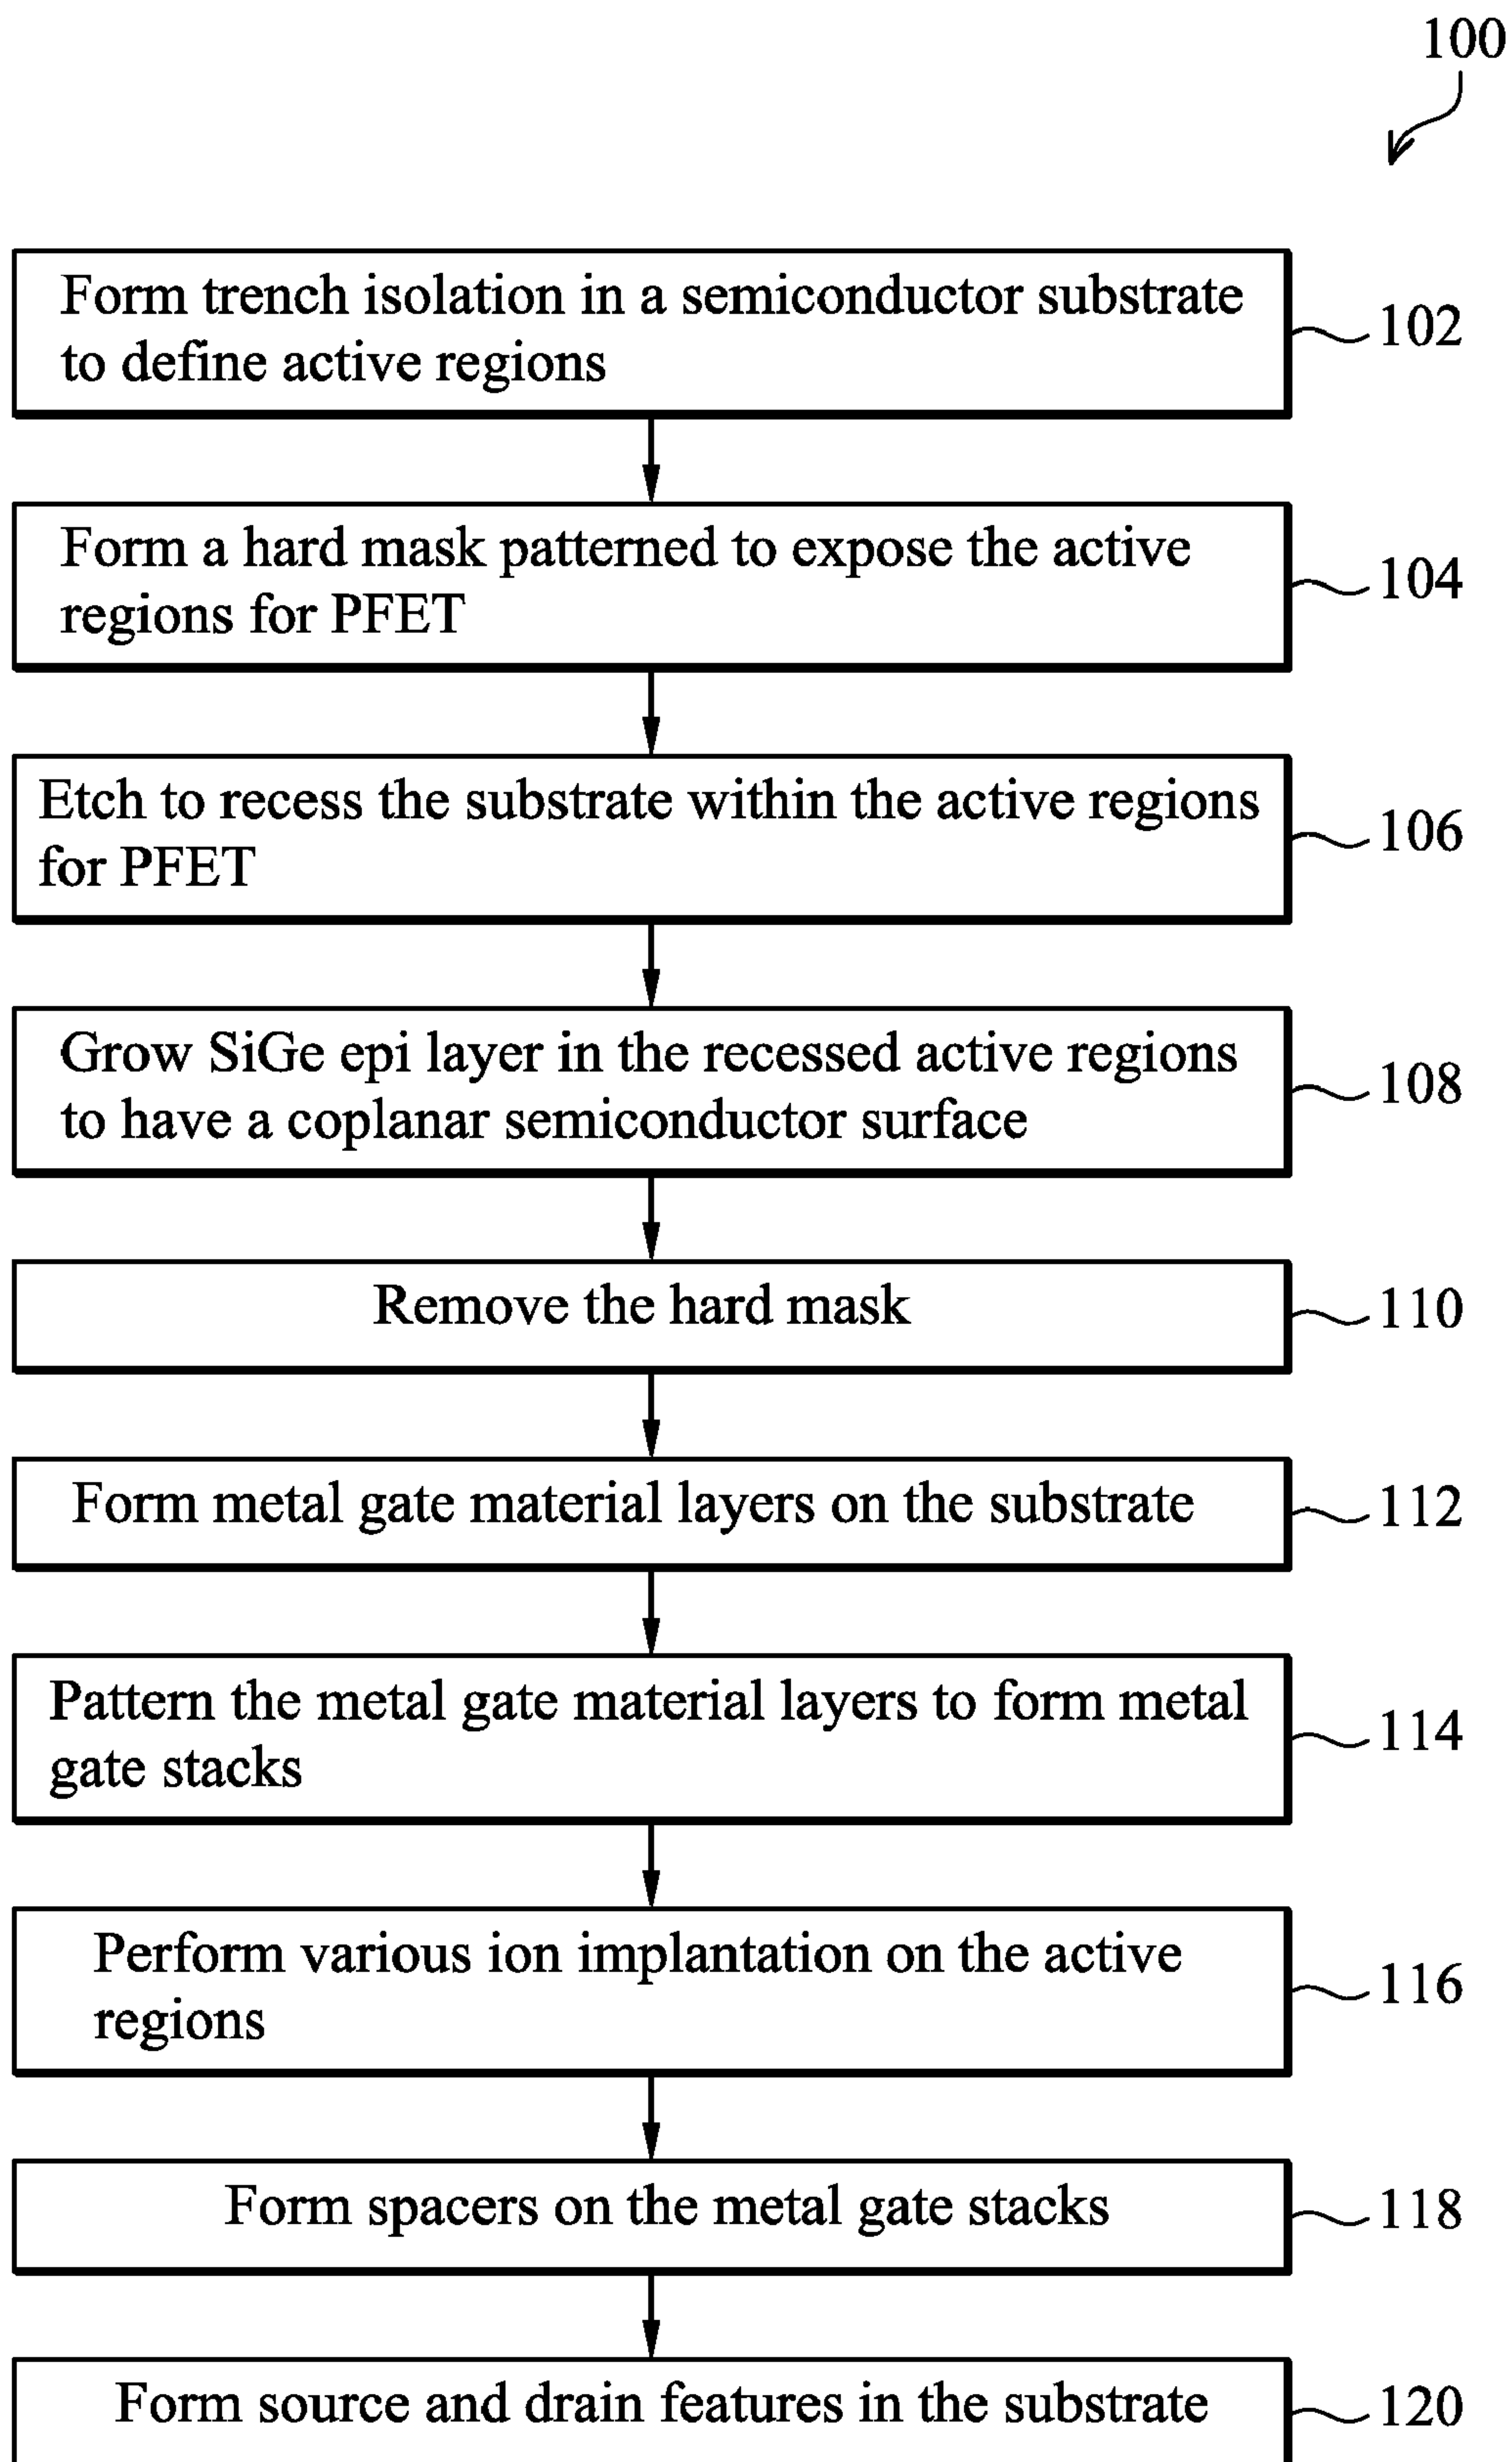 100
Form trench isolation in a semiconductor substrate
to define active regions
102
Form a hard mask patterned to expose the active
regions for PFET
104
Etch to recess the substrate within the active regions
for PFET
106
Grow SiGe epi layer in the recessed active regions
to have a coplanar semiconductor surface
108
Remove the hard mask
110
Form metal gate material layers on the substrate
112
Pattern the metal gate material layers to form metal
gate stacks
114
Perform various ion implantation on the active
regions
116
Form spacers on the metal gate stacks
118
Form source and drain features in the substrate
120